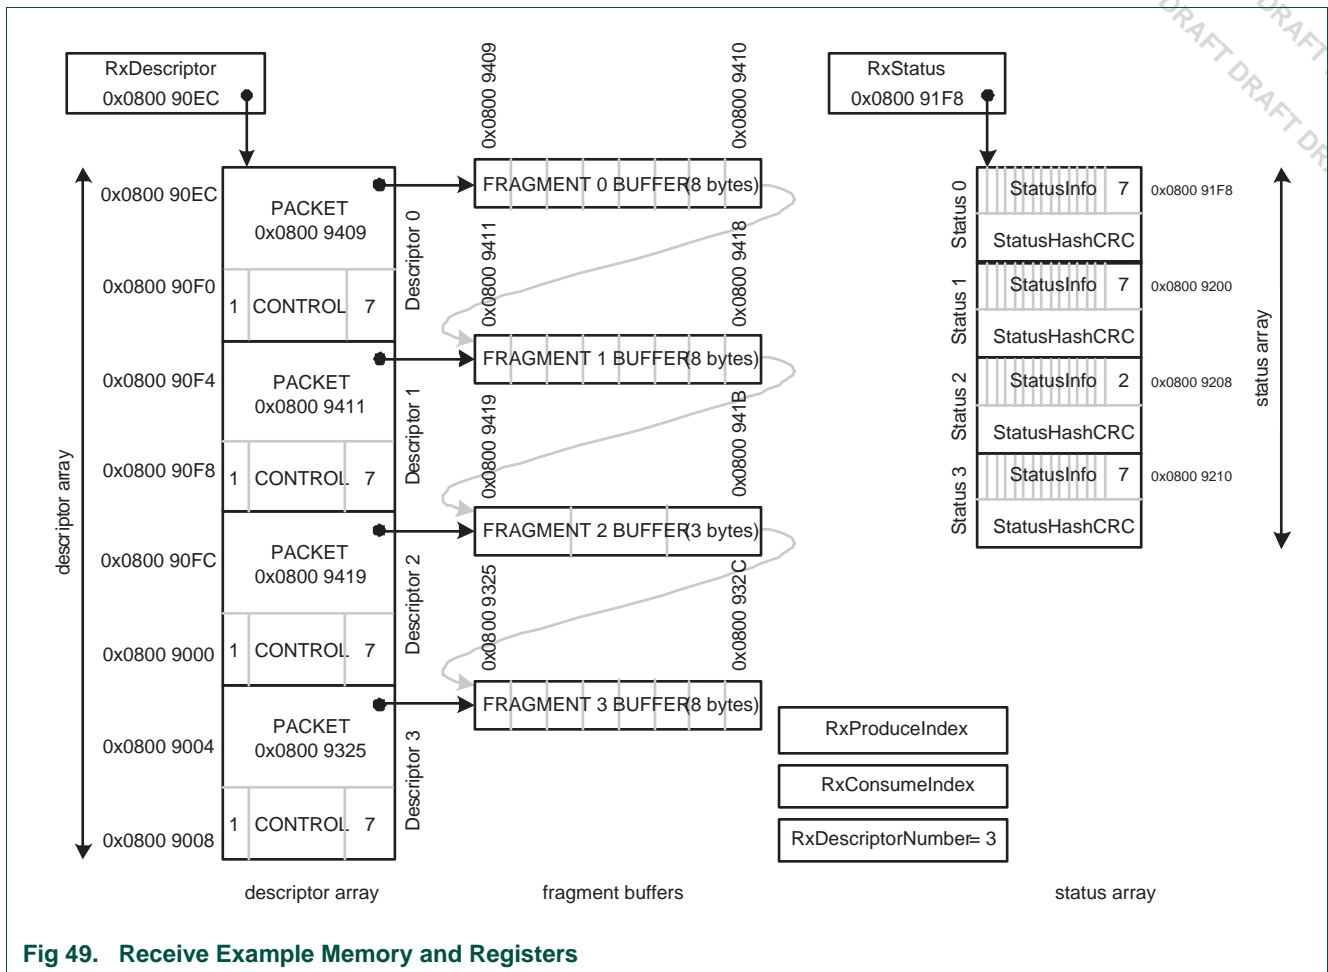 RxDescriptor
0x0800 90EC
RxStatus
0x0800 91F8
DRAFT DRAFT DRAFT DRA
descriptor array
0x0800 90EC
0x0800 90F0
0x0800 90F4
0x0800 90F8
0x0800 90FC
0x0800 9000
0x0800 9004
0x0800 9008
PACKET
0x0800 9409
1 CONTROL 7
Descriptor 0
PACKET
0x0800 9411
1 CONTROL 7
Descriptor 1
PACKET
0x0800 9419
1 CONTROL 7
Descriptor 2
PACKET
0x0800 9325
1 CONTROL 7
Descriptor 3
0x0800 9409
0x0800 9410
FRAGMENT 0 BUFFER(8 bytes)
0x0800 9411
0x0800 9418
FRAGMENT 1 BUFFER(8 bytes)
0x0800 9419
0x0800 941B
FRAGMENT 2 BUFFER(3 bytes)
0x0800 9325
0x0800 932C
FRAGMENT 3 BUFFER(8 bytes)
Status 0
StatusInfo 7
0x0800 91F8
StatusHashCRC
Status 1
StatusInfo 7
0x0800 9200
StatusHashCRC
Status 2
StatusInfo 2
0x0800 9208
StatusHashCRC
Status 3
StatusInfo 7
0x0800 9210
StatusHashCRC
status array
RxProduceIndex
RxConsumeIndex
RxDescriptorNumber= 3
descriptor array
fragment buffers
status array
Fig 49. Receive Example Memory and Registers